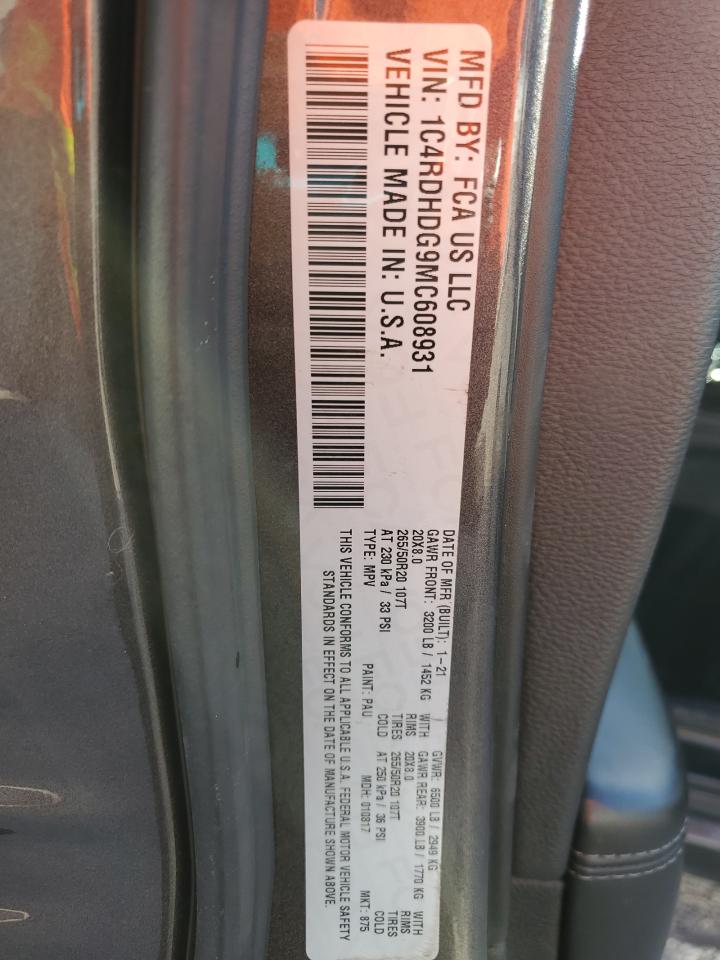 MFD BY: FCA US LLC
VIN: 1C4RDHDG9MC608931
VEHICLE MADE IN: U.S.A.
DATE OF MFR (BUILT): 1-21 GVWR: 6500 LB / 2949 KG
GAWR FRONT: 3200 LB / 1452 KG WITH GAWR REAR: 3900 LB / 1770 KG WITH
20X8.0 RIMS 20X8.0 RIMS
265/50R20 107T TIRES 265/50R20 107T TIRES
AT 230 kPa / 33 PSI COLD AT 250 kPa / 36 PSI COLD
TYPE: MPV PAINT: PAU MDH: 010817 MKT: 875
THIS VEHICLE CONFORMS TO ALL APPLICABLE U.S.A. FEDERAL MOTOR VEHICLE SAFETY
STANDARDS IN EFFECT ON THE DATE OF MANUFACTURE SHOWN ABOVE.